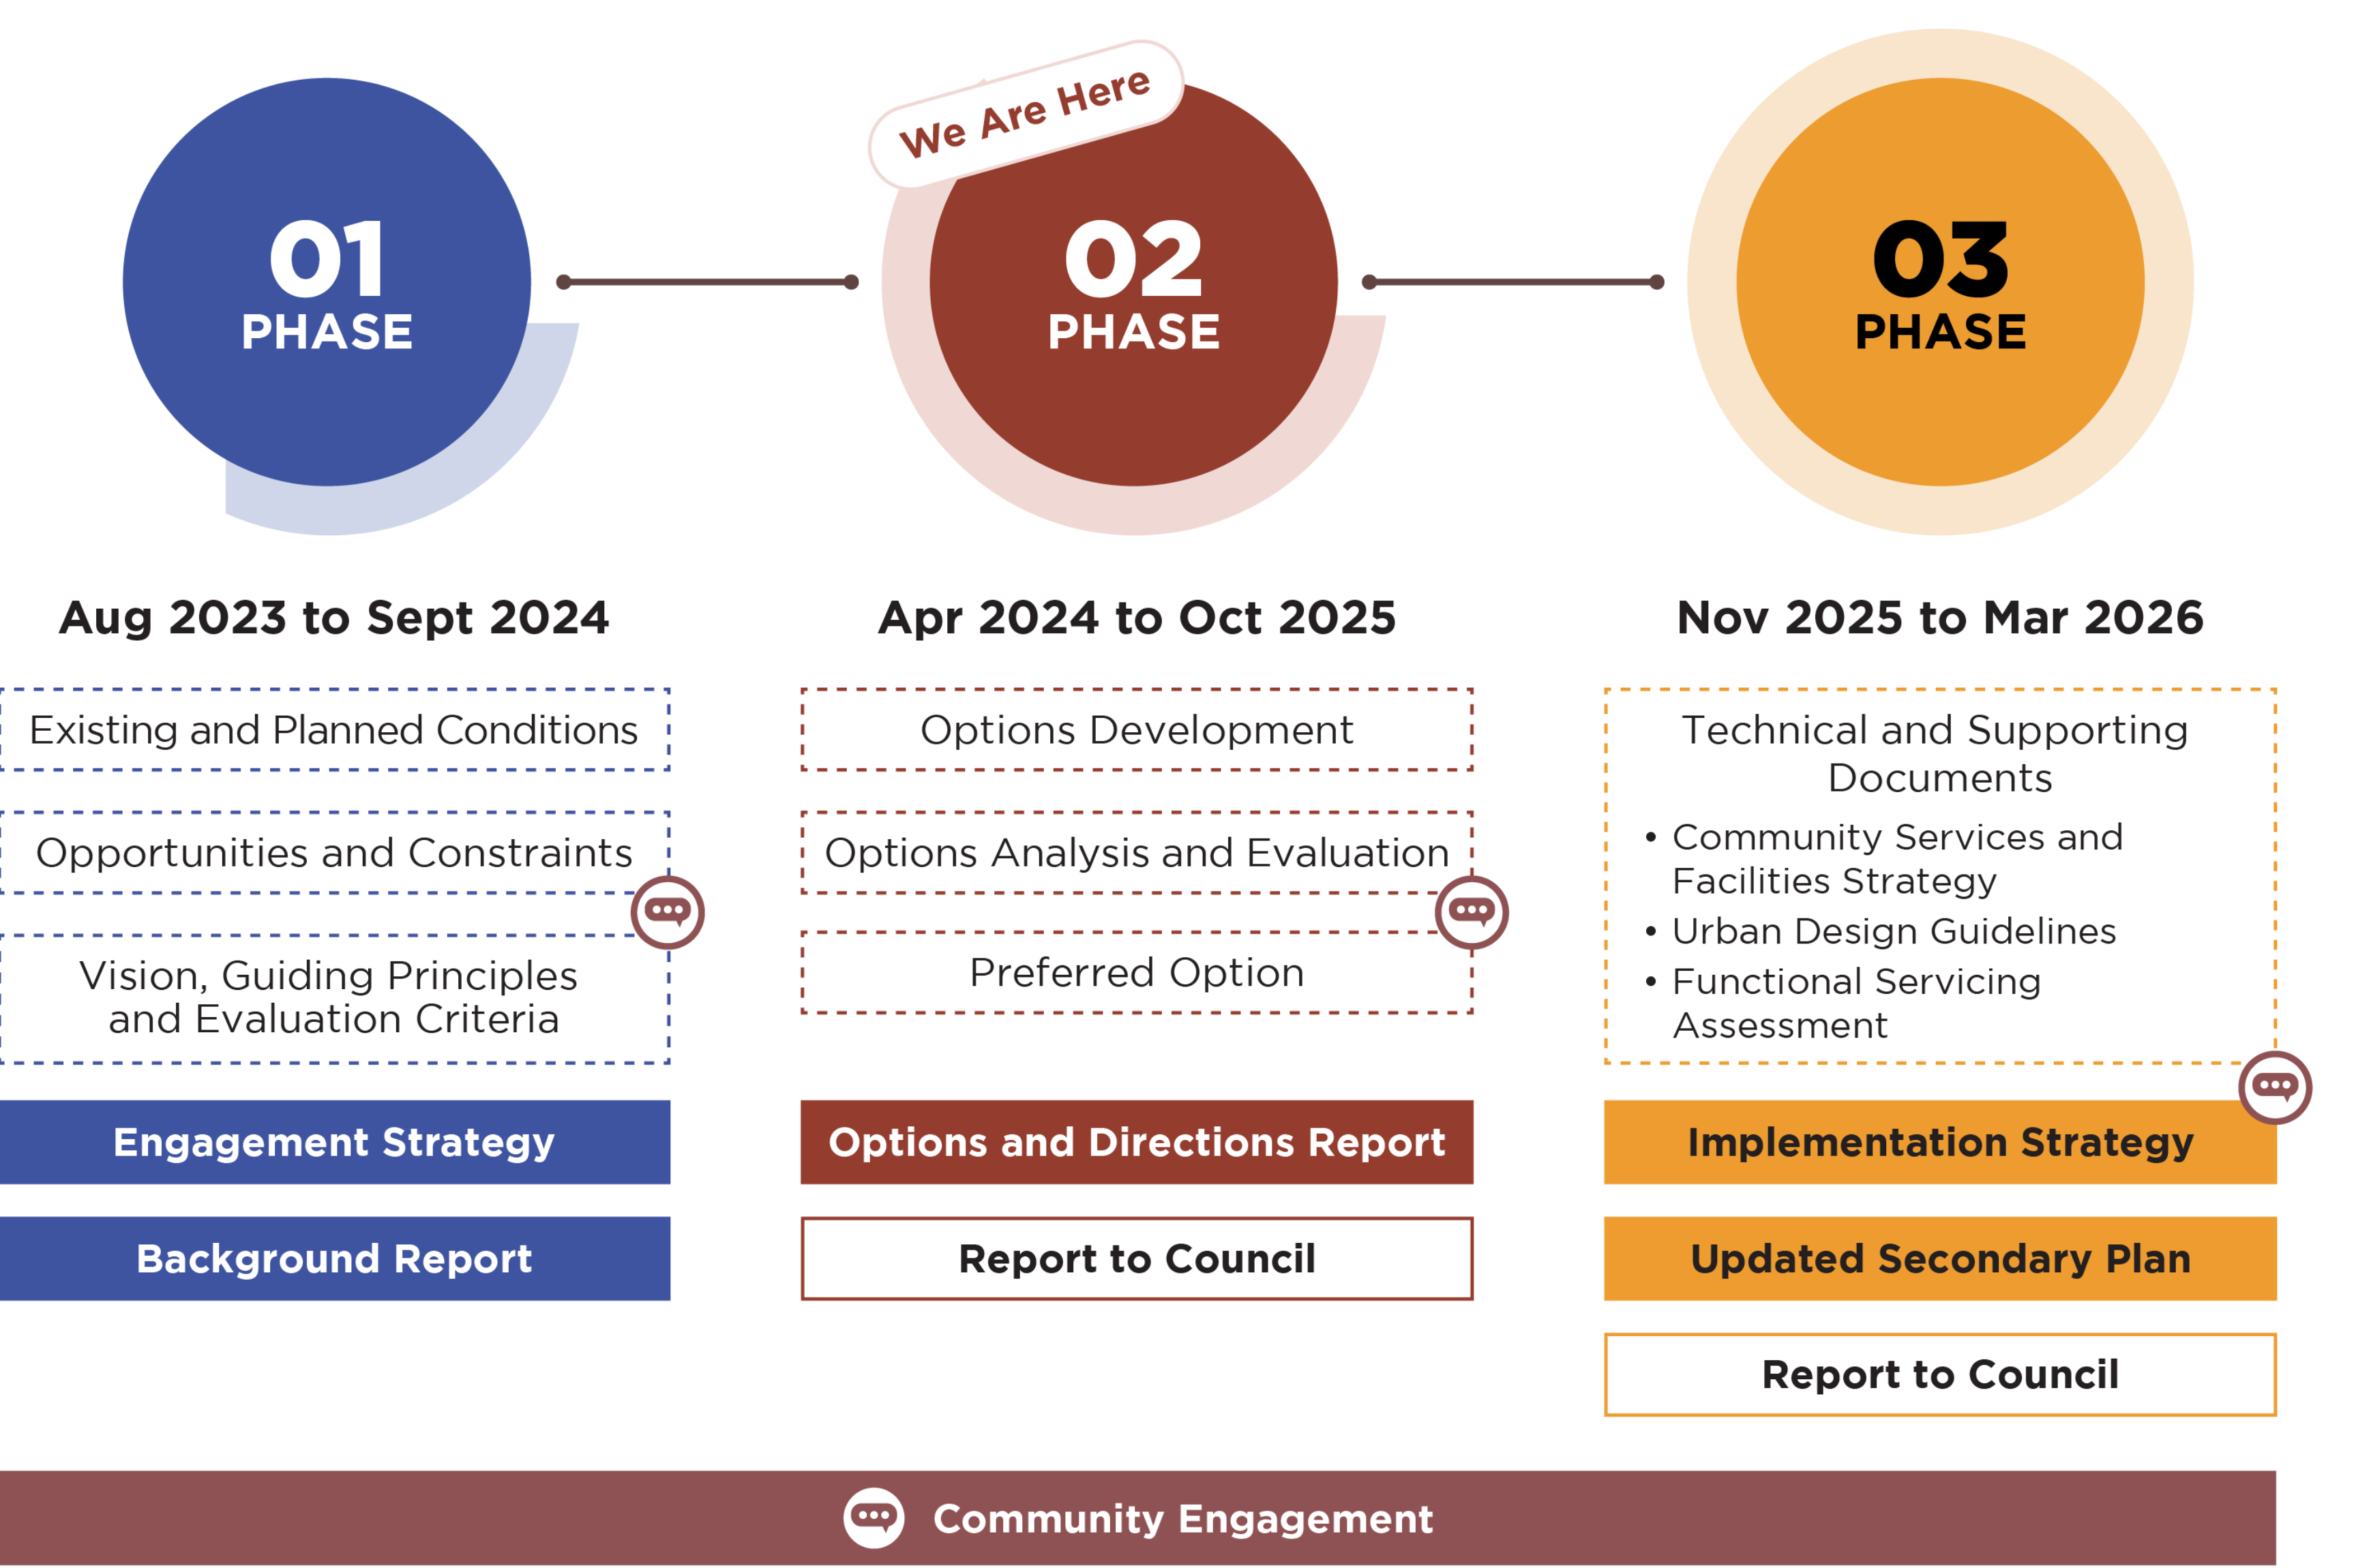 We Are Here
01
PHASE
02
PHASE
03
PHASE
Aug 2023 to Sept 2024
Existing and Planned Conditions
Opportunities and Constraints
Vision, Guiding Principles
and Evaluation Criteria
Engagement Strategy
Background Report
Apr 2024 to Oct 2025
Options Development
Options Analysis and Evaluation
Preferred Option
Options and Directions Report
Report to Council
Nov 2025 to Mar 2026
Technical and Supporting
Documents
• Community Services and
Facilities Strategy
• Urban Design Guidelines
• Functional Servicing
Assessment
Implementation Strategy
Updated Secondary Plan
Report to Council
Community Engagement